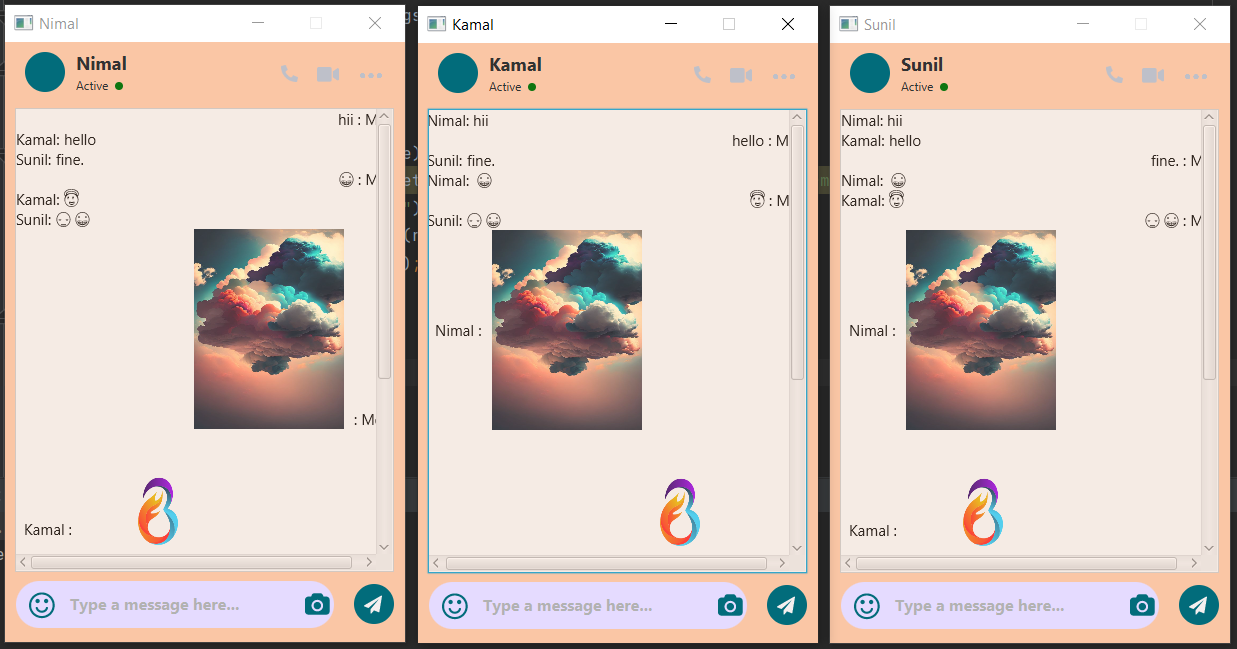 Nimal
Nimal
Active
hii : M
Kamal: hello
Sunil: fine.
😀 : M
Kamal: 😇
Sunil: 😏 😀
: Me
Kamal :
Type a message here...
Kamal
Kamal
Active
Nimal: hii
hello : M
Sunil: fine.
Nimal: 😀
😇 : M
Sunil: 😏 😀
Nimal :
Type a message here...
Sunil
Sunil
Active
Nimal: hii
Kamal: hello
fine. : M
Nimal: 😀
Kamal: 😇
😏 😀 : M
Nimal :
Kamal :
Type a message here...